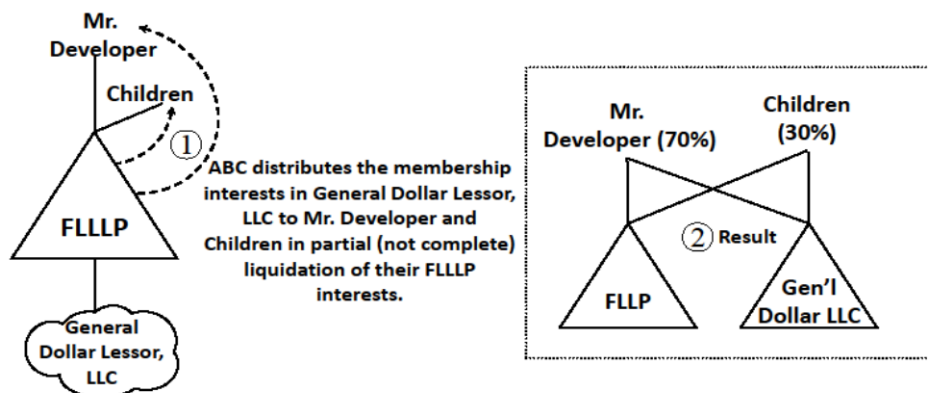 Mr.
Developer
Children
1
ABC distributes the membership
interests in General Dollar Lessor,
LLC to Mr. Developer and
Children in partial (not complete)
liquidation of their FLLLP
interests.
FLLLP
General
Dollar Lessor,
LLC
Mr.
Developer (70%)
Children
(30%)
2 Result
FLLP
Gen'l
Dollar LLC